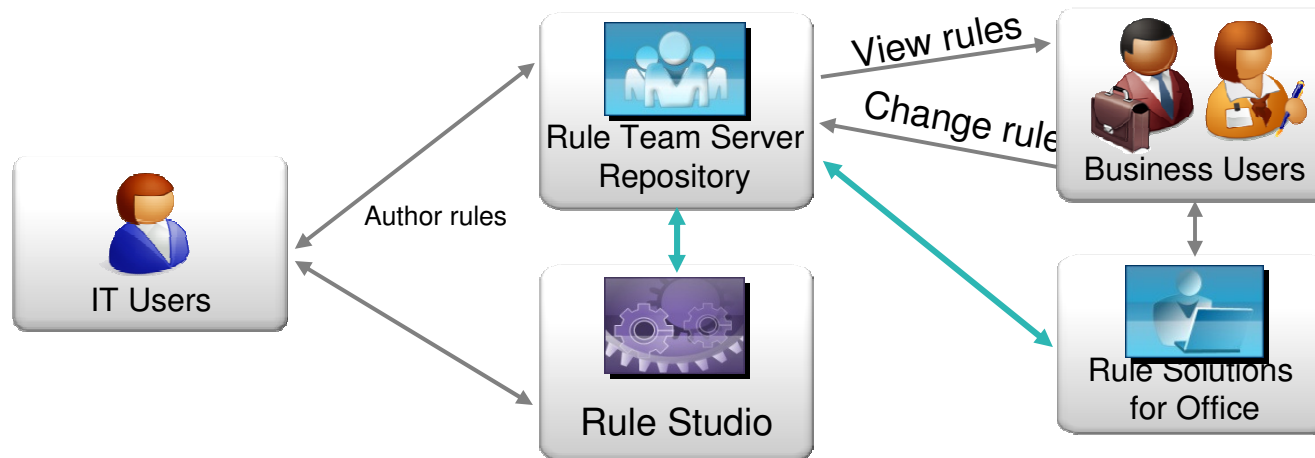 View rules
Change rule
Rule Team Server
Repository
Business Users
Author rules
IT Users
Rule Studio
Rule Solutions
for Office